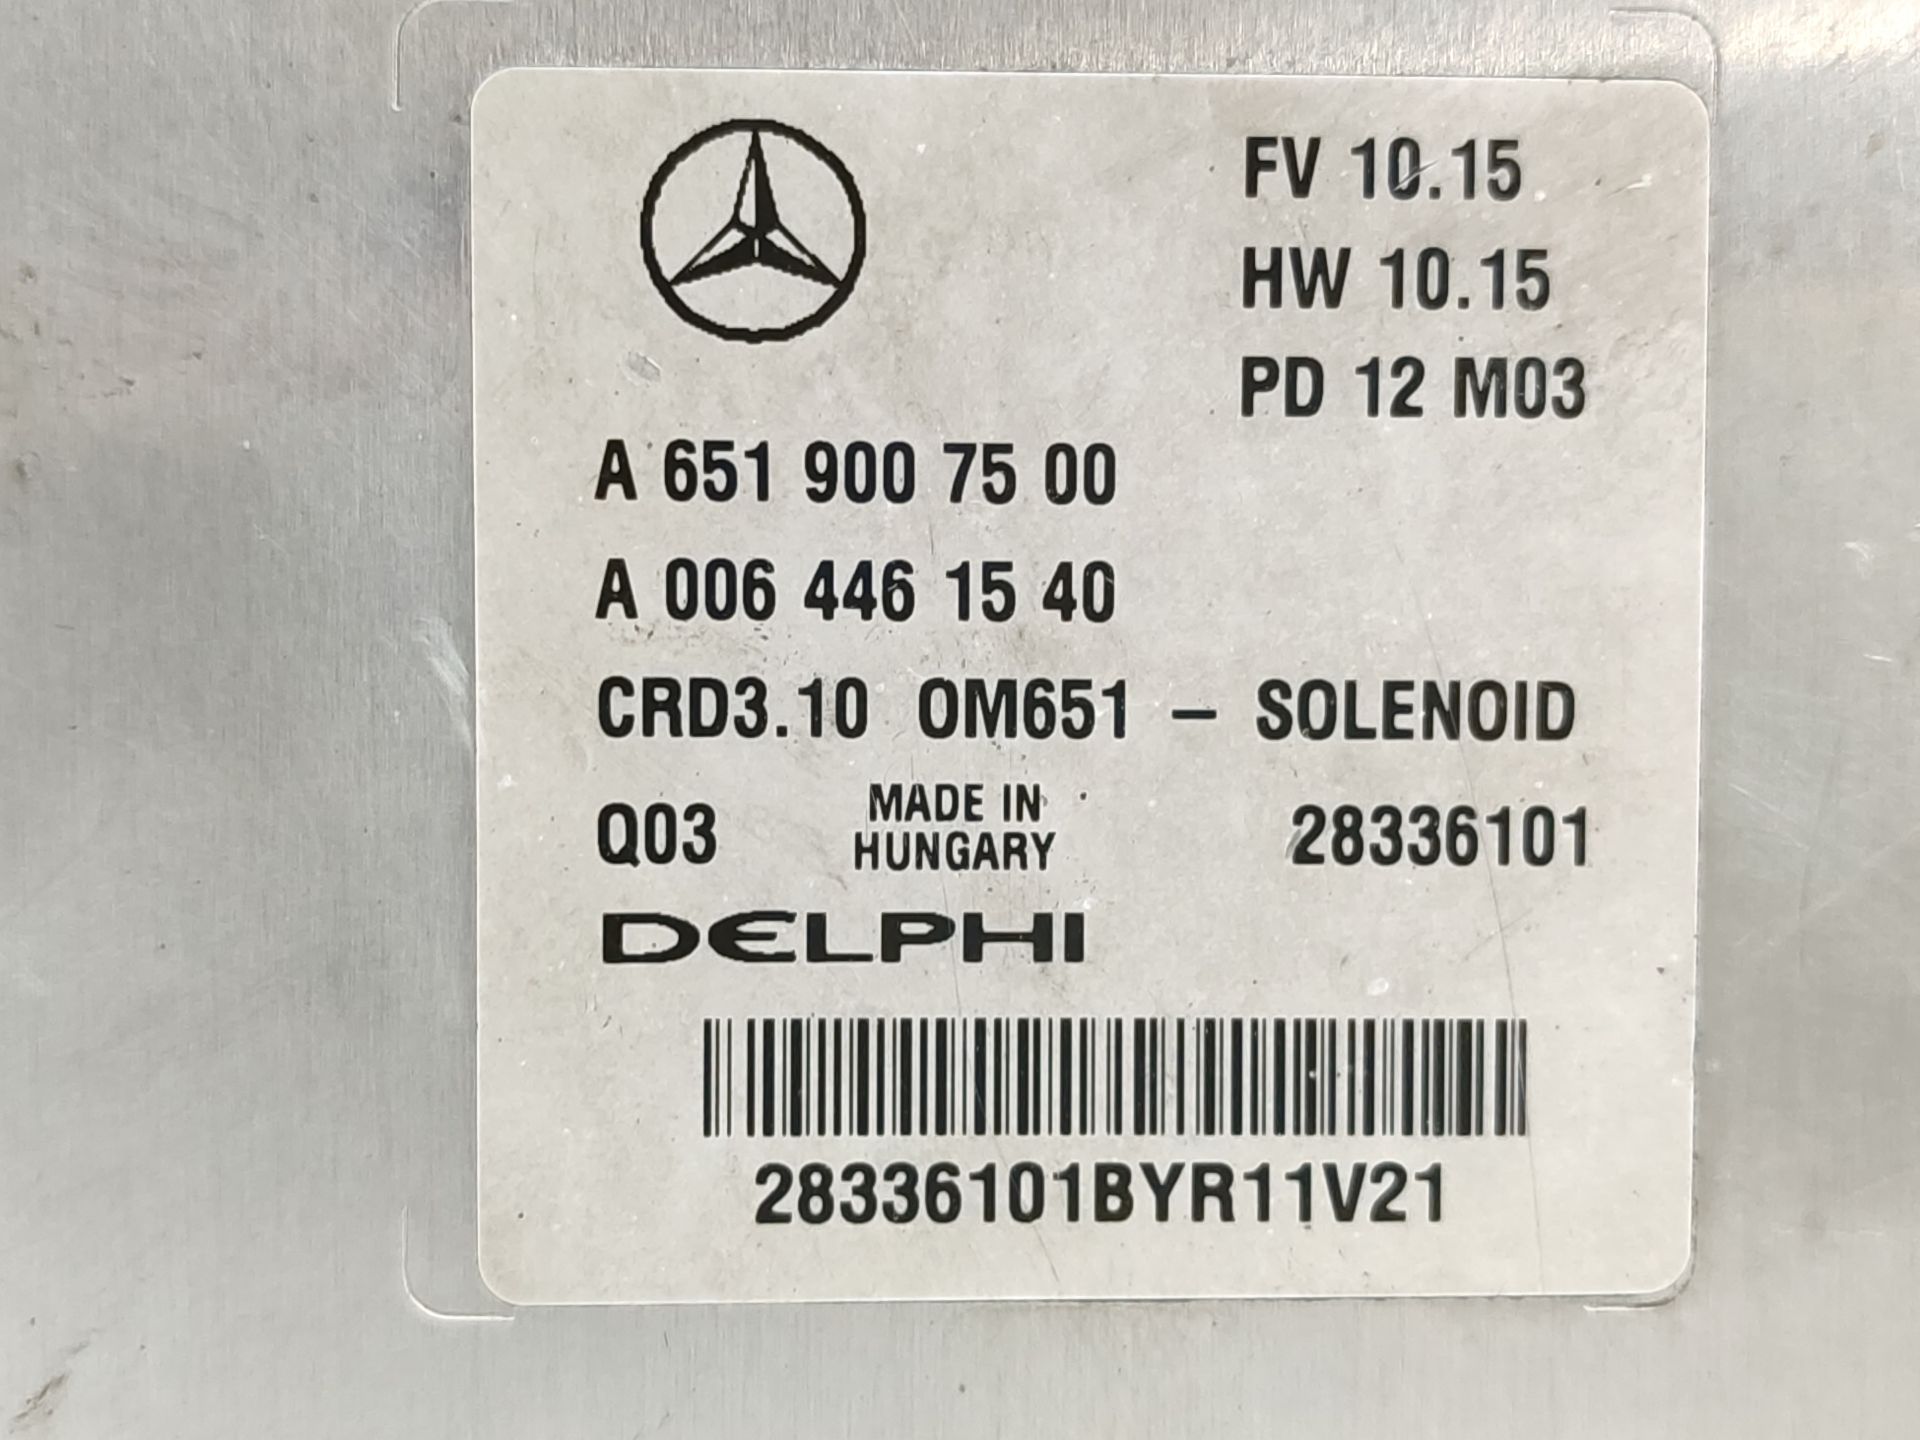 FV 10.15
HW 10.15
PD 12 M03
A 651 900 75 00
A 006 446 15 40
CRD3.10 OM651 – SOLENOID
Q03 MADE IN HUNGARY 28336101
DELPHI
28336101BYR11V21